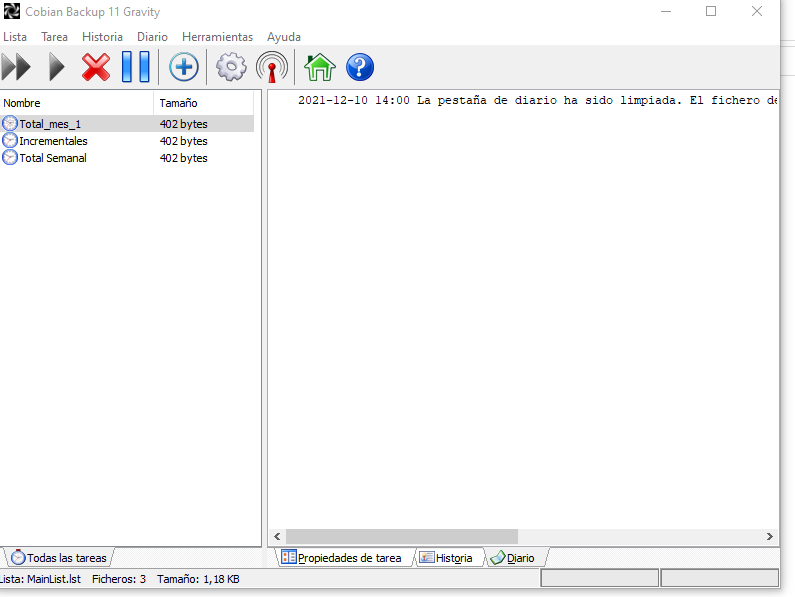 Cobian Backup 11 Gravity
Lista Tarea Historia Diario Herramientas Ayuda
Nombre Tamaño
Total_mes_1 402 bytes
Incrementales 402 bytes
Total Semanal 402 bytes
2021-12-10 14:00 La pestaña de diario ha sido limpiada. El fichero de
Todas las tareas
Propiedades de tarea Historia Diario
Lista: MainList.lst Ficheros: 3 Tamaño: 1,18 KB